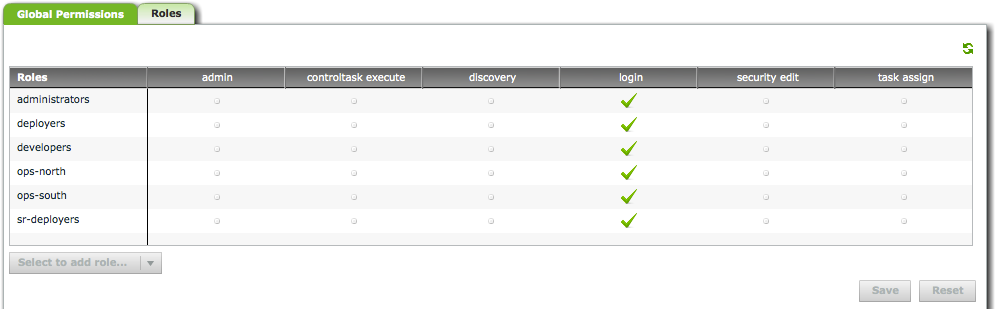 Global Permissions Roles
Roles admin controltask execute discovery login security edit task assign
administrators
deployers
developers
ops-north
ops-south
sr-deployers
Select to add role...
Save Reset